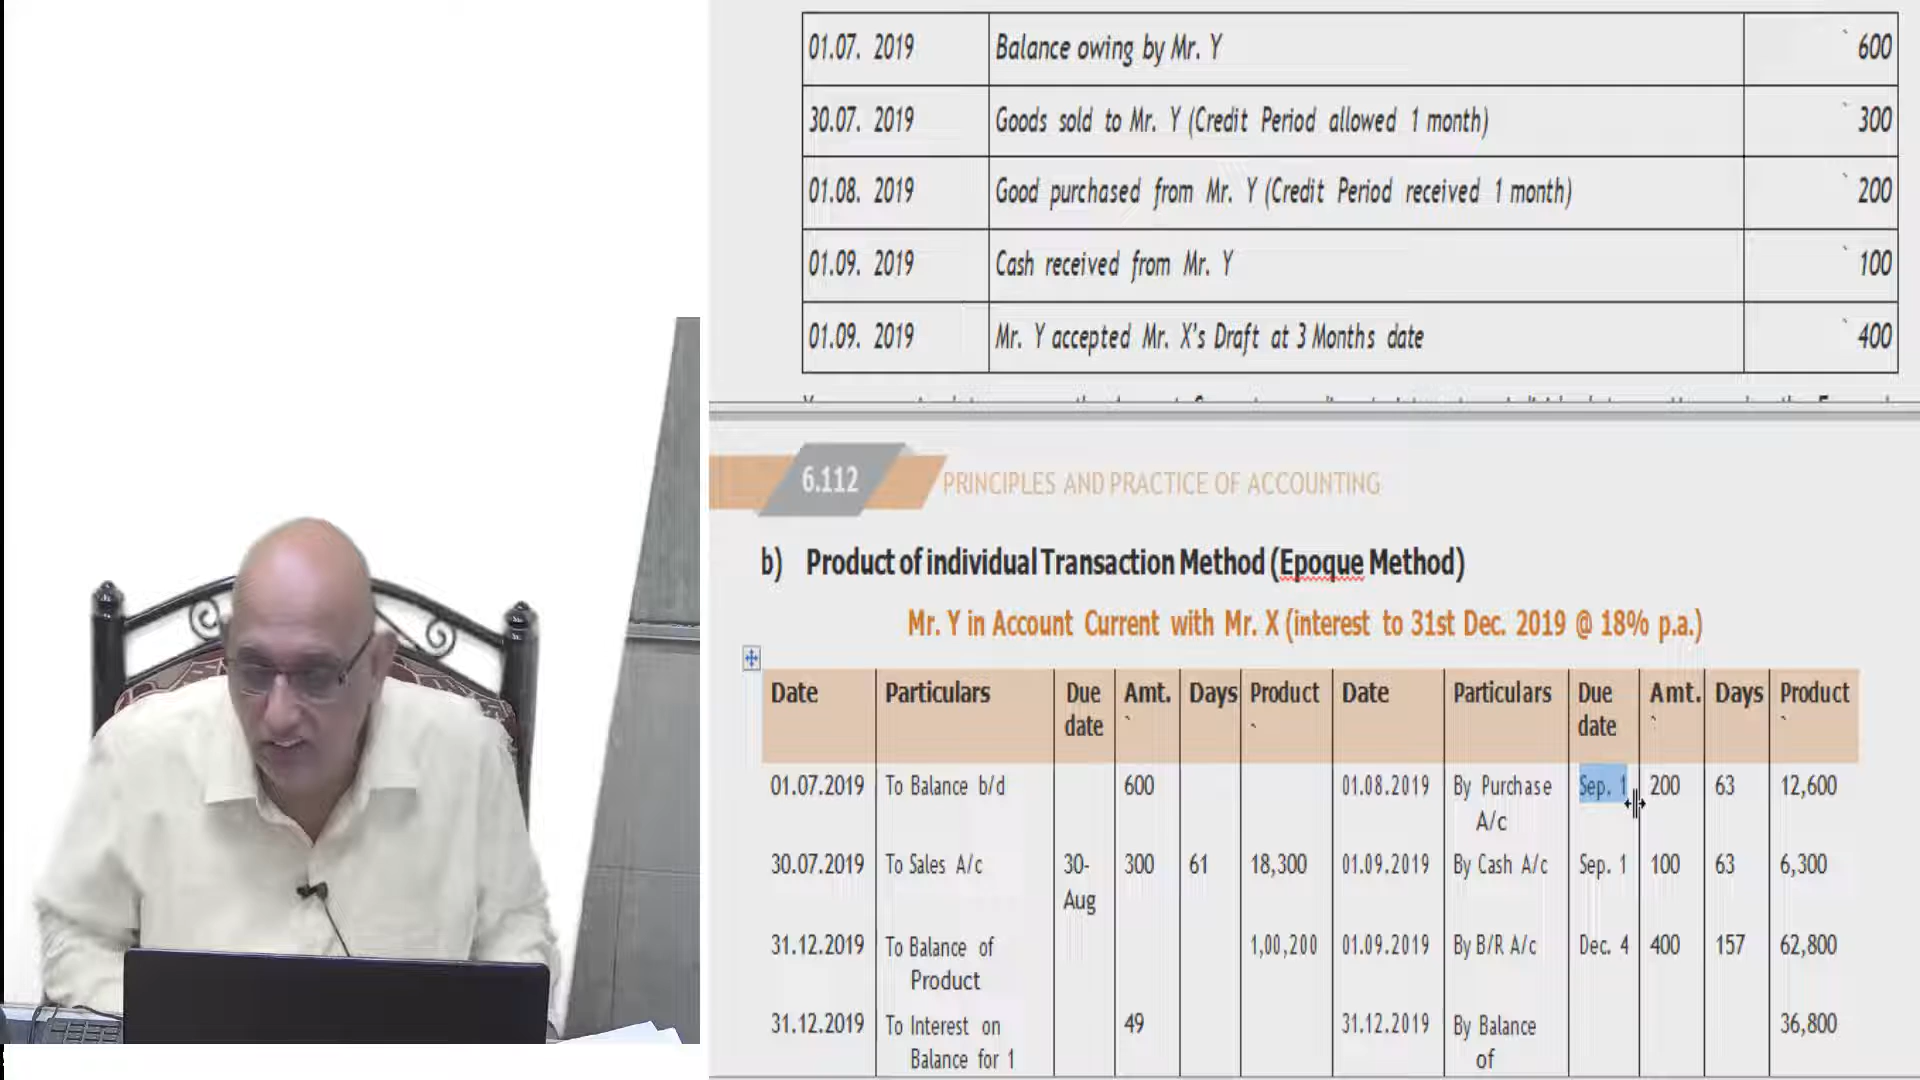 01.07. 2019 Balance owing by Mr. Y ` 600
30.07. 2019 Goods sold to Mr. Y (Credit Period allowed 1 month) ` 300
01.08. 2019 Good purchased from Mr. Y (Credit Period received 1 month) ` 200
01.09. 2019 Cash received from Mr. Y ` 100
01.09. 2019 Mr. Y accepted Mr. X's Draft at 3 Months date ` 400
6.112 PRINCIPLES AND PRACTICE OF ACCOUNTING
b) Product of individual Transaction Method (Epoque Method)
Mr. Y in Account Current with Mr. X (interest to 31st Dec. 2019 @ 18% p.a.)
Date Particulars Due Amt. Days Product Date Particulars Due Amt. Days Product
date ` ` date ` `
01.07.2019 To Balance b/d 600 01.08.2019 By Purchase Sep. 1 200 63 12,600
A/c
30.07.2019 To Sales A/c 30- 300 61 18,300 01.09.2019 By Cash A/c Sep. 1 100 63 6,300
Aug
31.12.2019 To Balance of 1,00,200 01.09.2019 By B/R A/c Dec. 4 400 157 62,800
Product
31.12.2019 To Interest on 49 31.12.2019 By Balance 36,800
Balance for 1 of